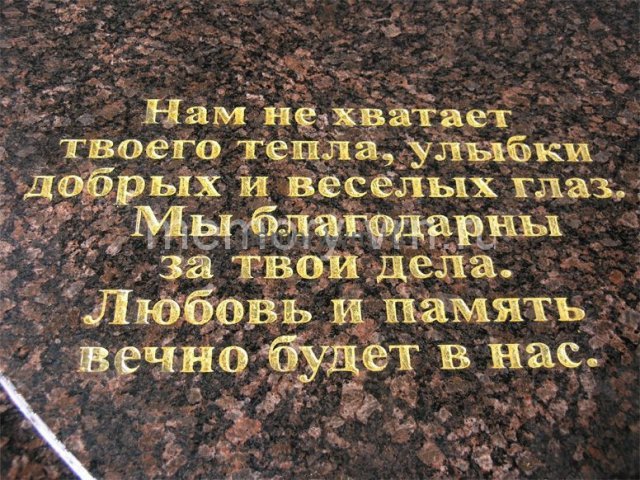 Нам не хватает
твоего тепла, улыбки
добрых и веселых глаз.
Мы благодарны
за твои дела.
Любовь и память
вечно будет в нас.